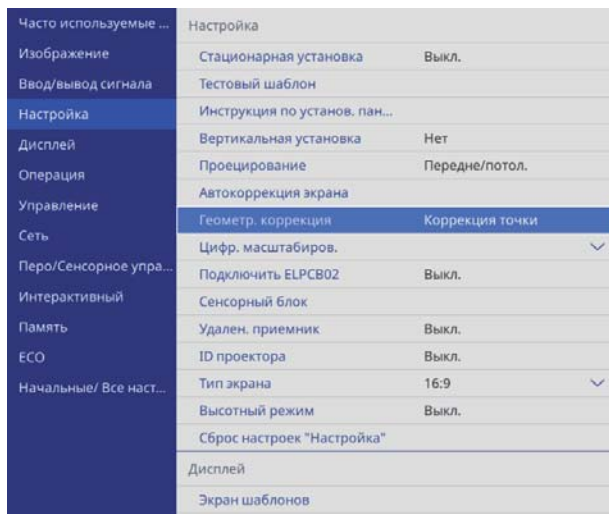 Часто используемые ...
Изображение
Ввод/вывод сигнала
Настройка
Дисплей
Операция
Управление
Сеть
Перо/Сенсорное упра...
Интерактивный
Память
ECO
Начальные/ Все наст...
Настройка
Стационарная установка Выкл.
Тестовый шаблон
Инструкция по установ. пан...
Вертикальная установка Нет
Проецирование Передне/потол.
Автокоррекция экрана
Геометр. коррекция Коррекция точки
Цифр. масштабиров.
Подключить ELPCB02 Выкл.
Сенсорный блок
Удален. приемник Выкл.
ID проектора Выкл.
Тип экрана 16:9
Высотный режим Выкл.
Сброс настроек "Настройка"
Дисплей
Экран шаблонов